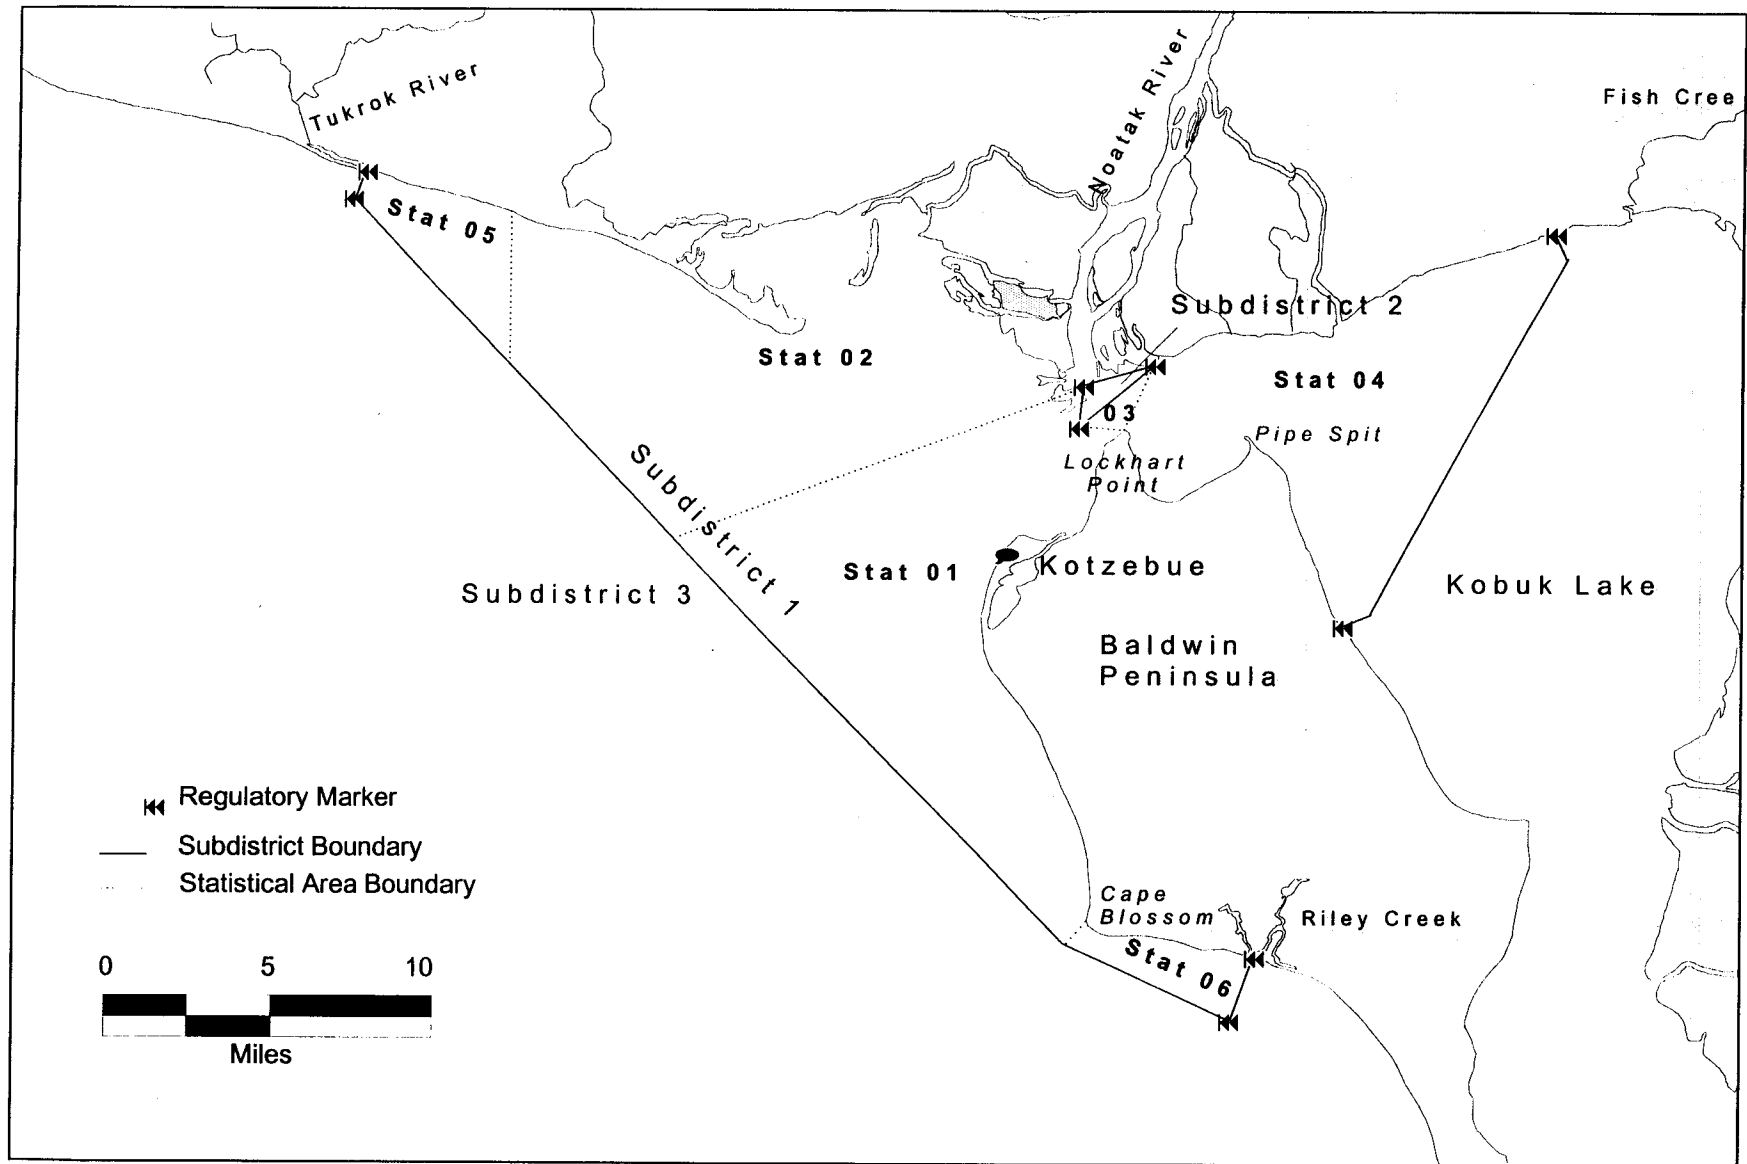 Tukrok River
Noatak River
Fish Cree
Stat 05
Subdistrict 2
Stat 02
Stat 04
03
Pipe Spit
Lockhart
Point
Subdistrict 1
Stat 01
Kotzebue
Subdistrict 3
Kobuk Lake
Baldwin
Peninsula
Regulatory Marker
Subdistrict Boundary
Statistical Area Boundary
Cape
Blossom
Riley Creek
Stat 06
0 5 10
Miles